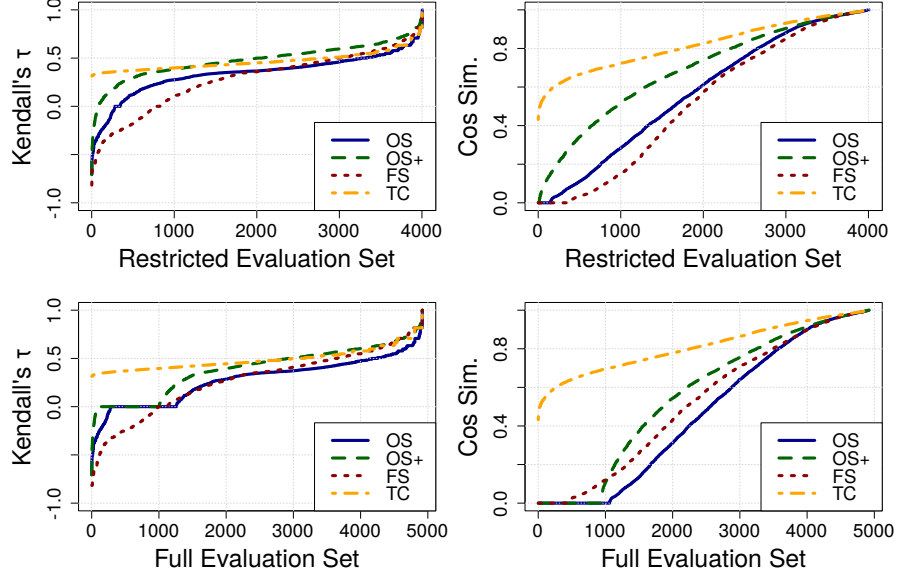 Kendall's τ
-1.0 0.0 0.5 1.0
OS
OS+
FS
TC
0 1000 2000 3000 4000
Restricted Evaluation Set
Cos Sim.
0.0 0.4 0.8
OS
OS+
FS
TC
0 1000 2000 3000 4000
Restricted Evaluation Set
Kendall's τ
-1.0 0.0 0.5 1.0
OS
OS+
FS
TC
0 1000 2000 3000 4000 5000
Full Evaluation Set
Cos Sim.
0.0 0.4 0.8
OS
OS+
FS
TC
0 1000 2000 3000 4000 5000
Full Evaluation Set